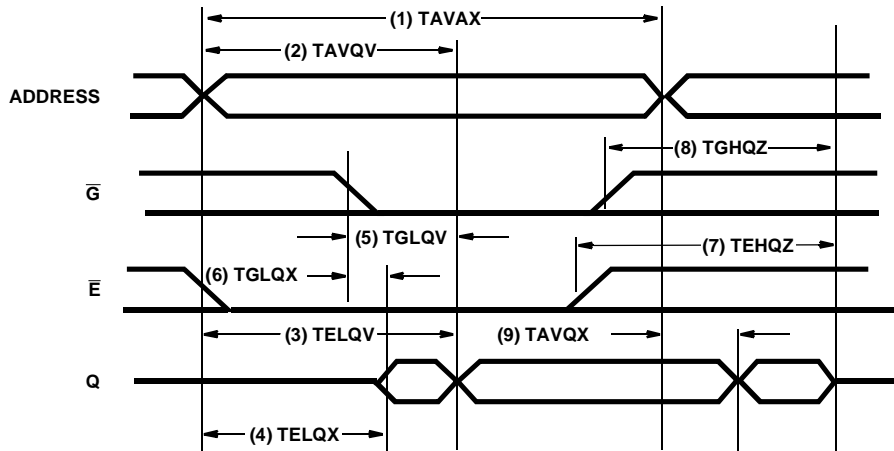 (1) TAVAX
(2) TAVQV
ADDRESS
(8) TGHQZ
G̅
(5) TGLQV
(7) TEHQZ
(6) TGLQX
E̅
(3) TELQV
(9) TAVQX
Q
(4) TELQX